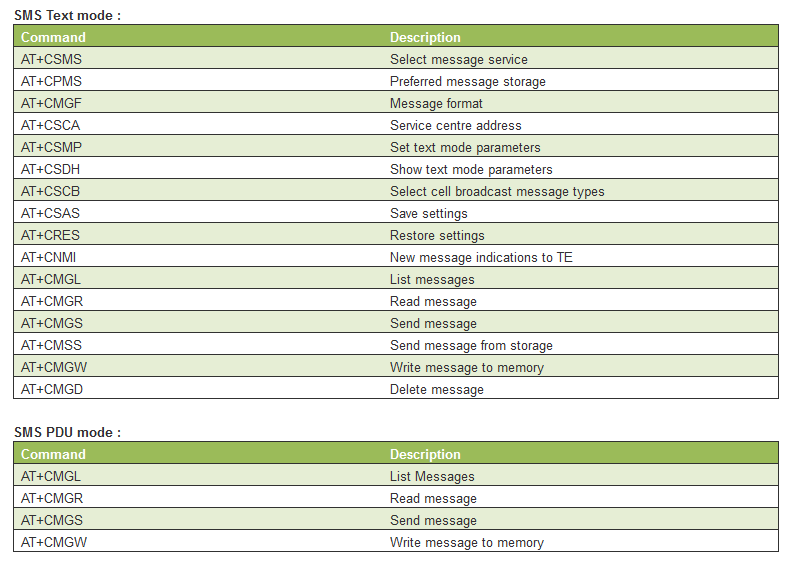 SMS Text mode :
Command Description
AT+CSMS Select message service
AT+CPMS Preferred message storage
AT+CMGF Message format
AT+CSCA Service centre address
AT+CSMP Set text mode parameters
AT+CSDH Show text mode parameters
AT+CSCB Select cell broadcast message types
AT+CSAS Save settings
AT+CRES Restore settings
AT+CNMI New message indications to TE
AT+CMGL List messages
AT+CMGR Read message
AT+CMGS Send message
AT+CMSS Send message from storage
AT+CMGW Write message to memory
AT+CMGD Delete message
SMS PDU mode :
Command Description
AT+CMGL List Messages
AT+CMGR Read message
AT+CMGS Send message
AT+CMGW Write message to memory